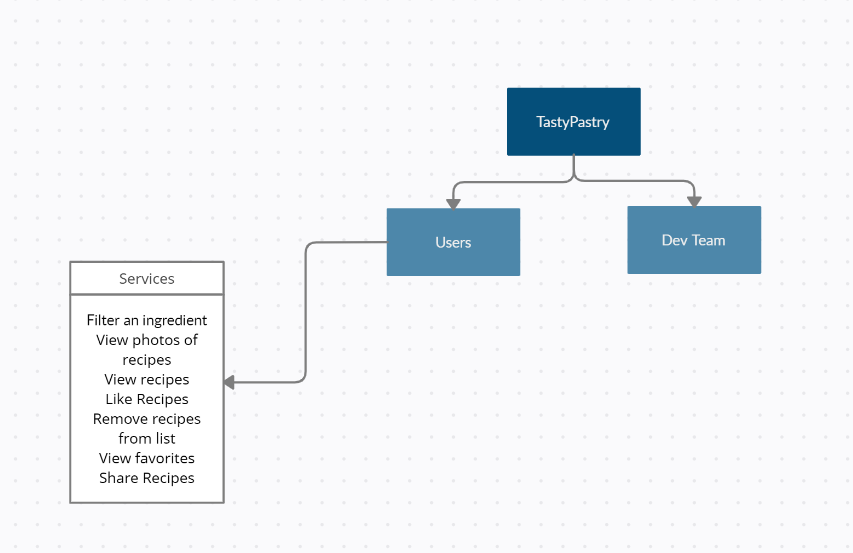 TastyPastry
Users
Dev Team
Services
Filter an ingredient
View photos of
recipes
View recipes
Like Recipes
Remove recipes
from list
View favorites
Share Recipes